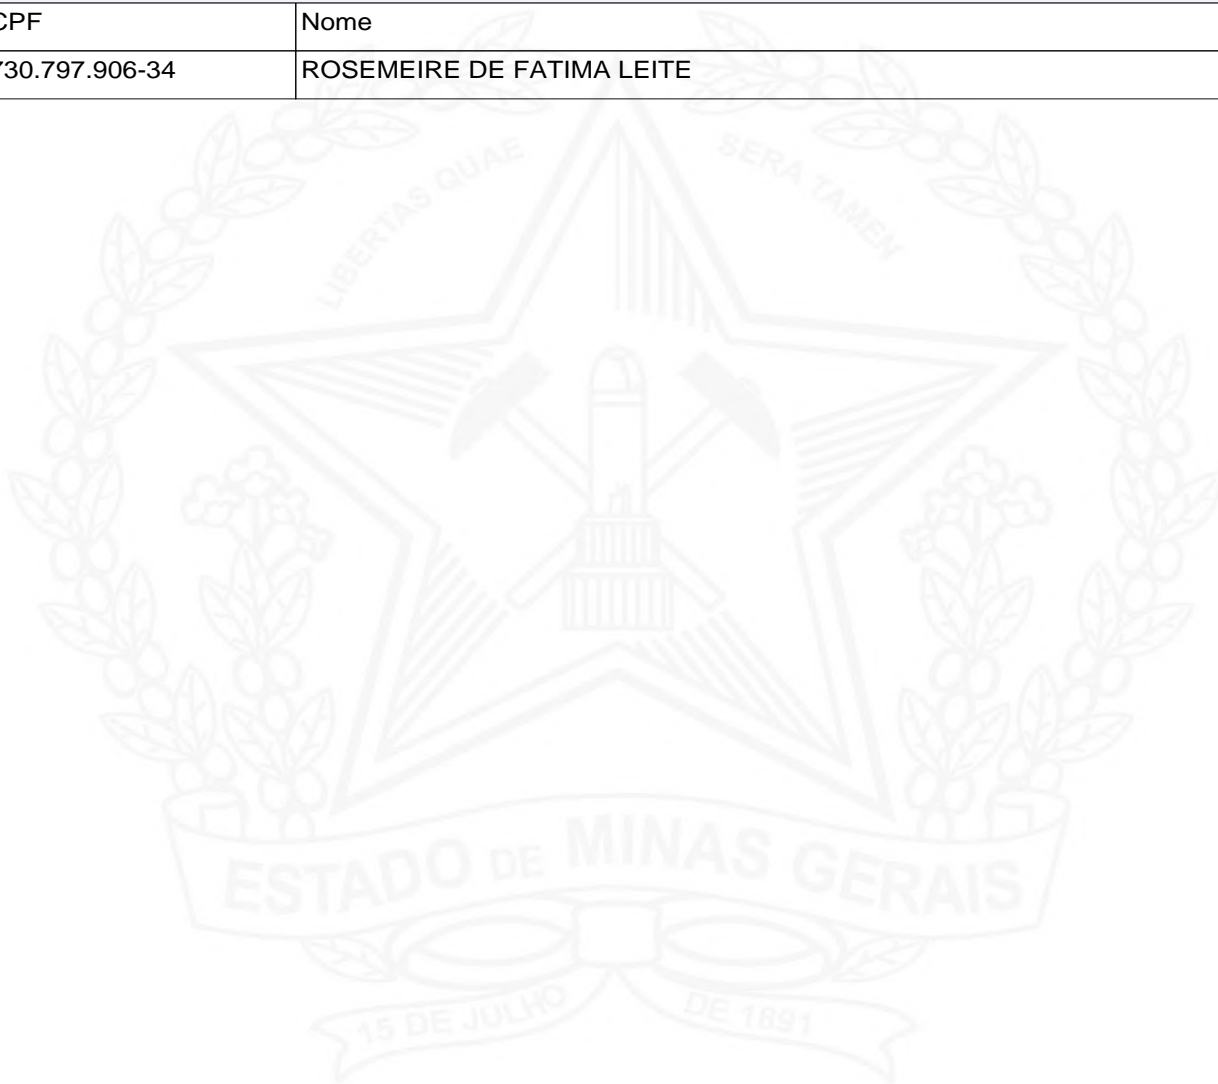 CPF Nome
730.797.906-34 ROSEMEIRE DE FATIMA LEITE
LIBERTAS QUAE SERA TAMEN
ESTADO DE MINAS GERAIS
15 DE JULHO DE 1891